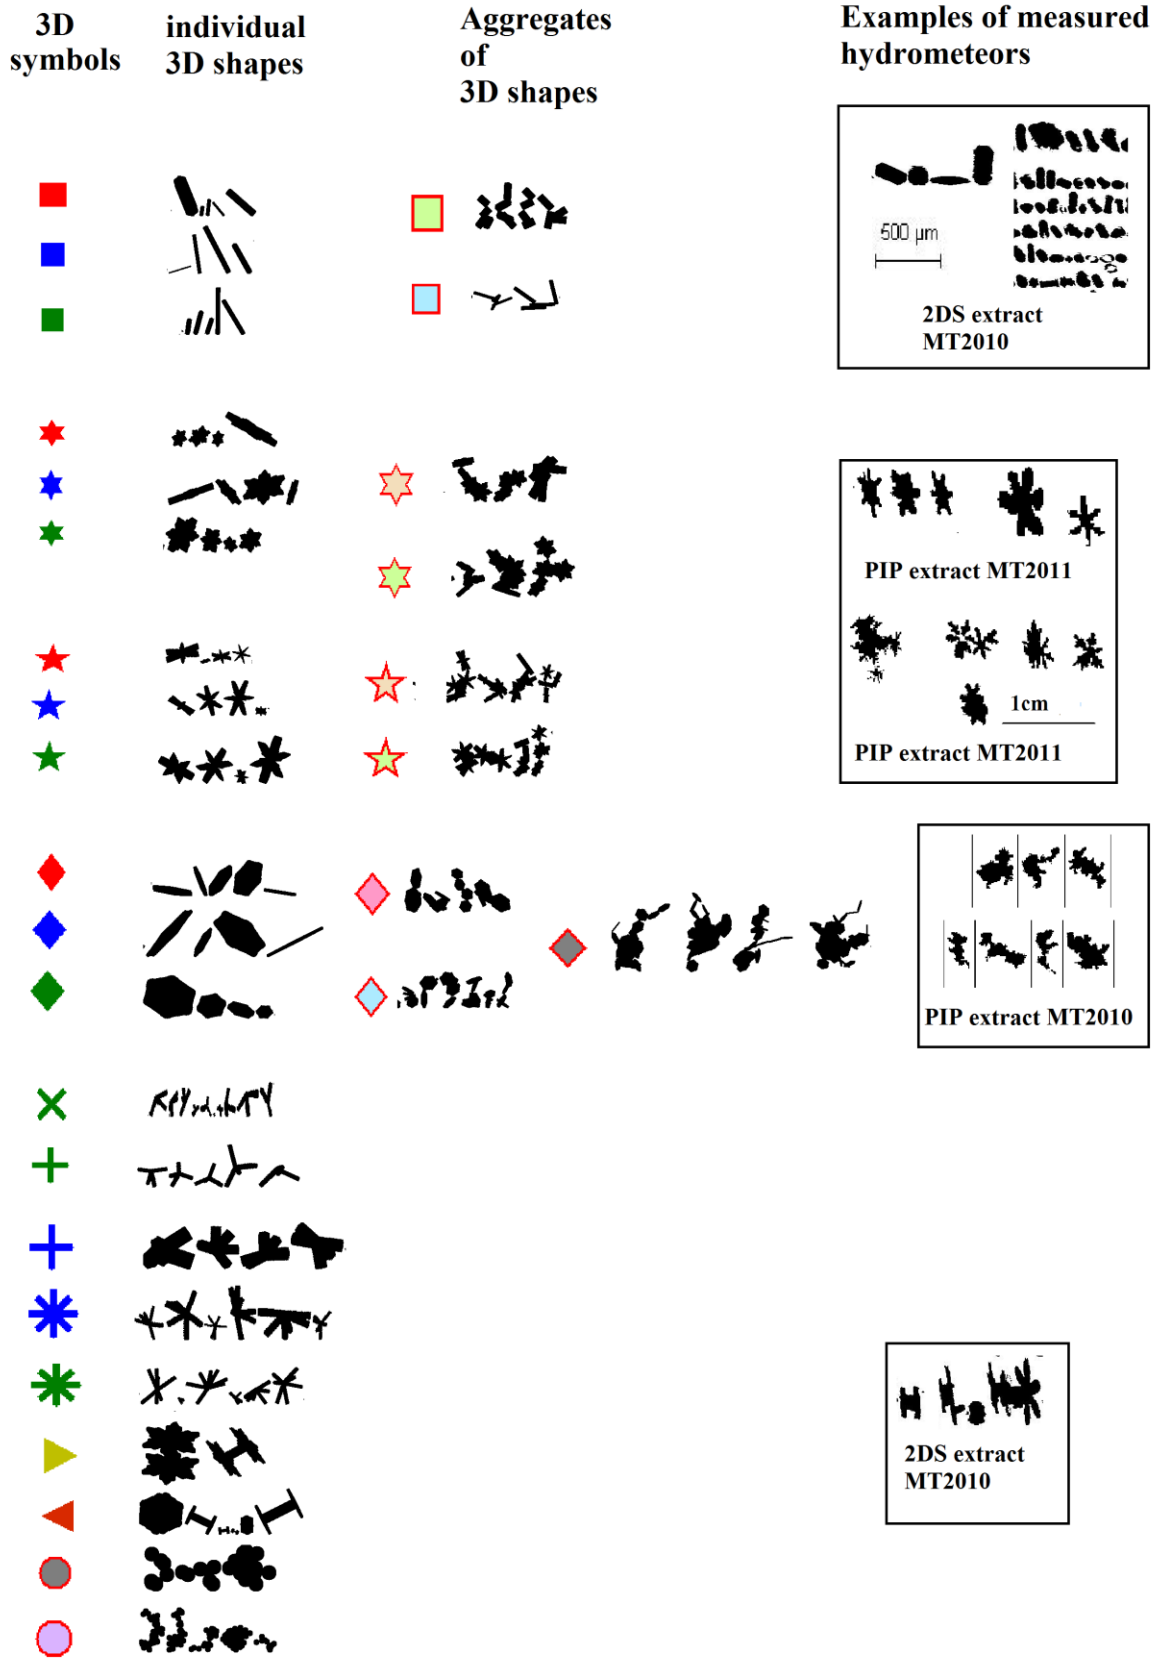 3D
symbols
individual
3D shapes
Aggregates
of
3D shapes
Examples of measured
hydrometeors
500 µm
2DS extract
MT2010
PIP extract MT2011
1cm
PIP extract MT2011
PIP extract MT2010
2DS extract
MT2010